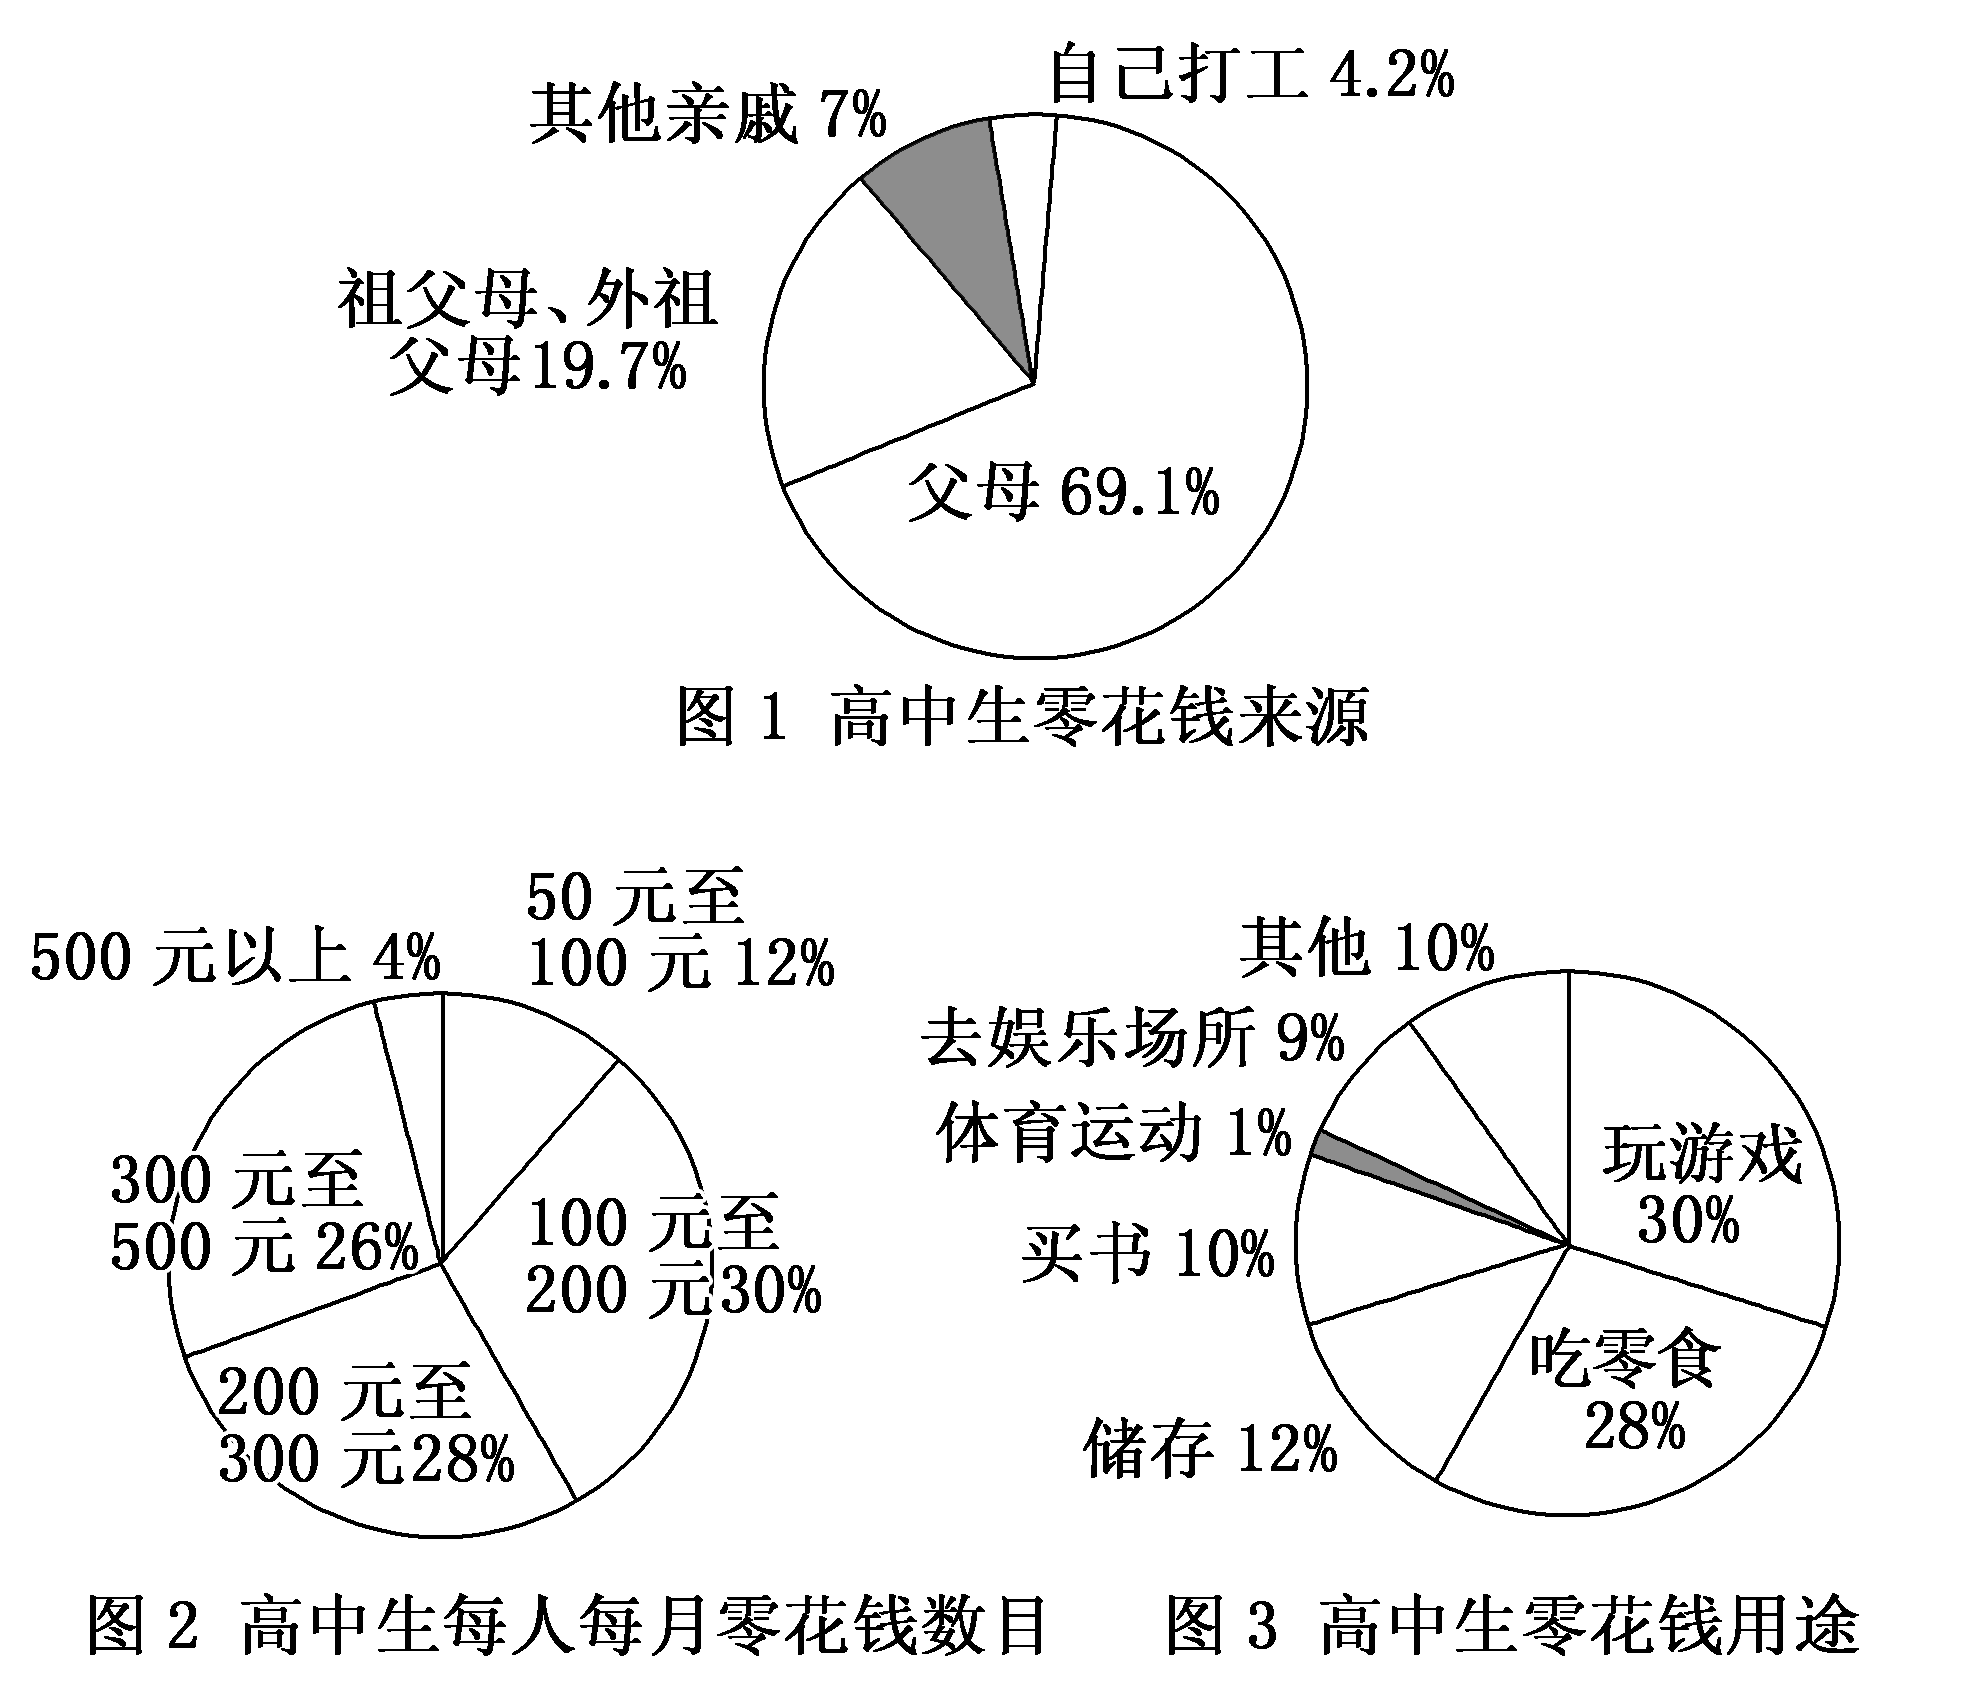 自己打工 4.2%
其他亲戚 7%
祖父母、外祖
父母19.7%
父母 69.1%
图 1 高中生零花钱来源
50 元至
100 元 12%
500 元以上 4%
300 元至
500 元 26%
100 元至
200 元30%
200 元至
300 元28%
图 2 高中生每人每月零花钱数目
其他 10%
去娱乐场所 9%
体育运动 1%
买书 10%
储存 12%
玩游戏
30%
吃零食
28%
图 3 高中生零花钱用途